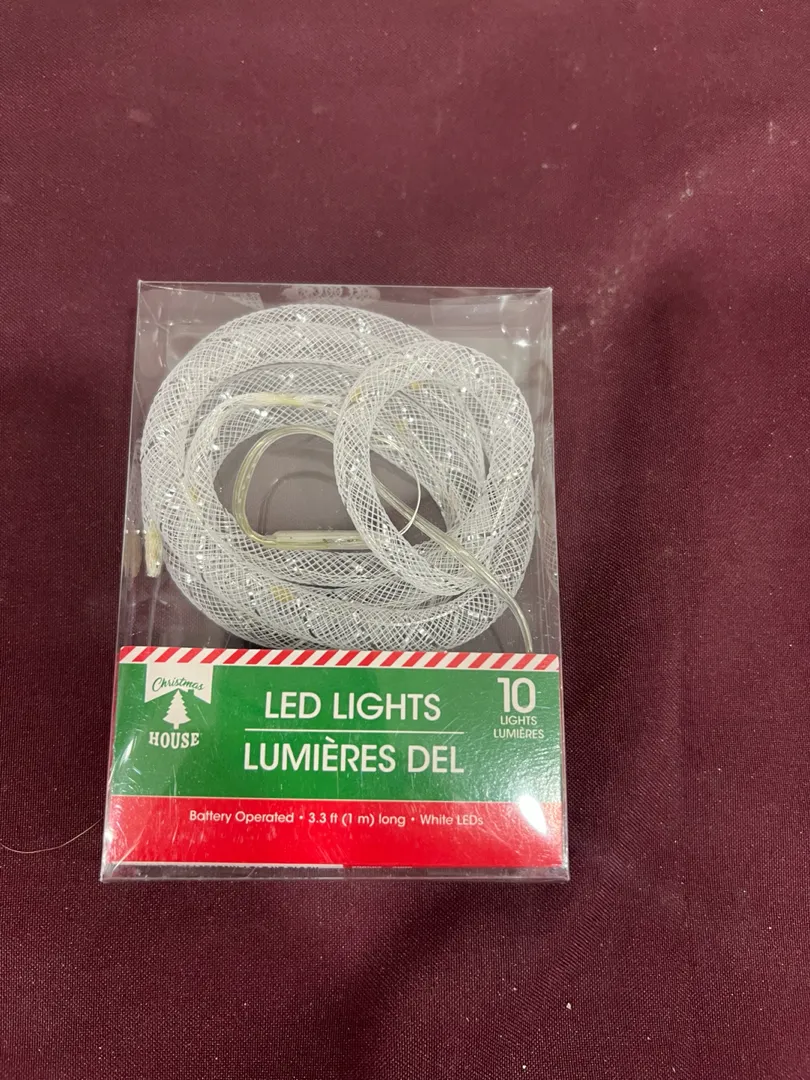 Christmas
HOUSE
LED LIGHTS
LUMIÈRES DEL
10
LIGHTS
LUMIÈRES
Battery Operated • 3.3 ft (1 m) long • White LEDs